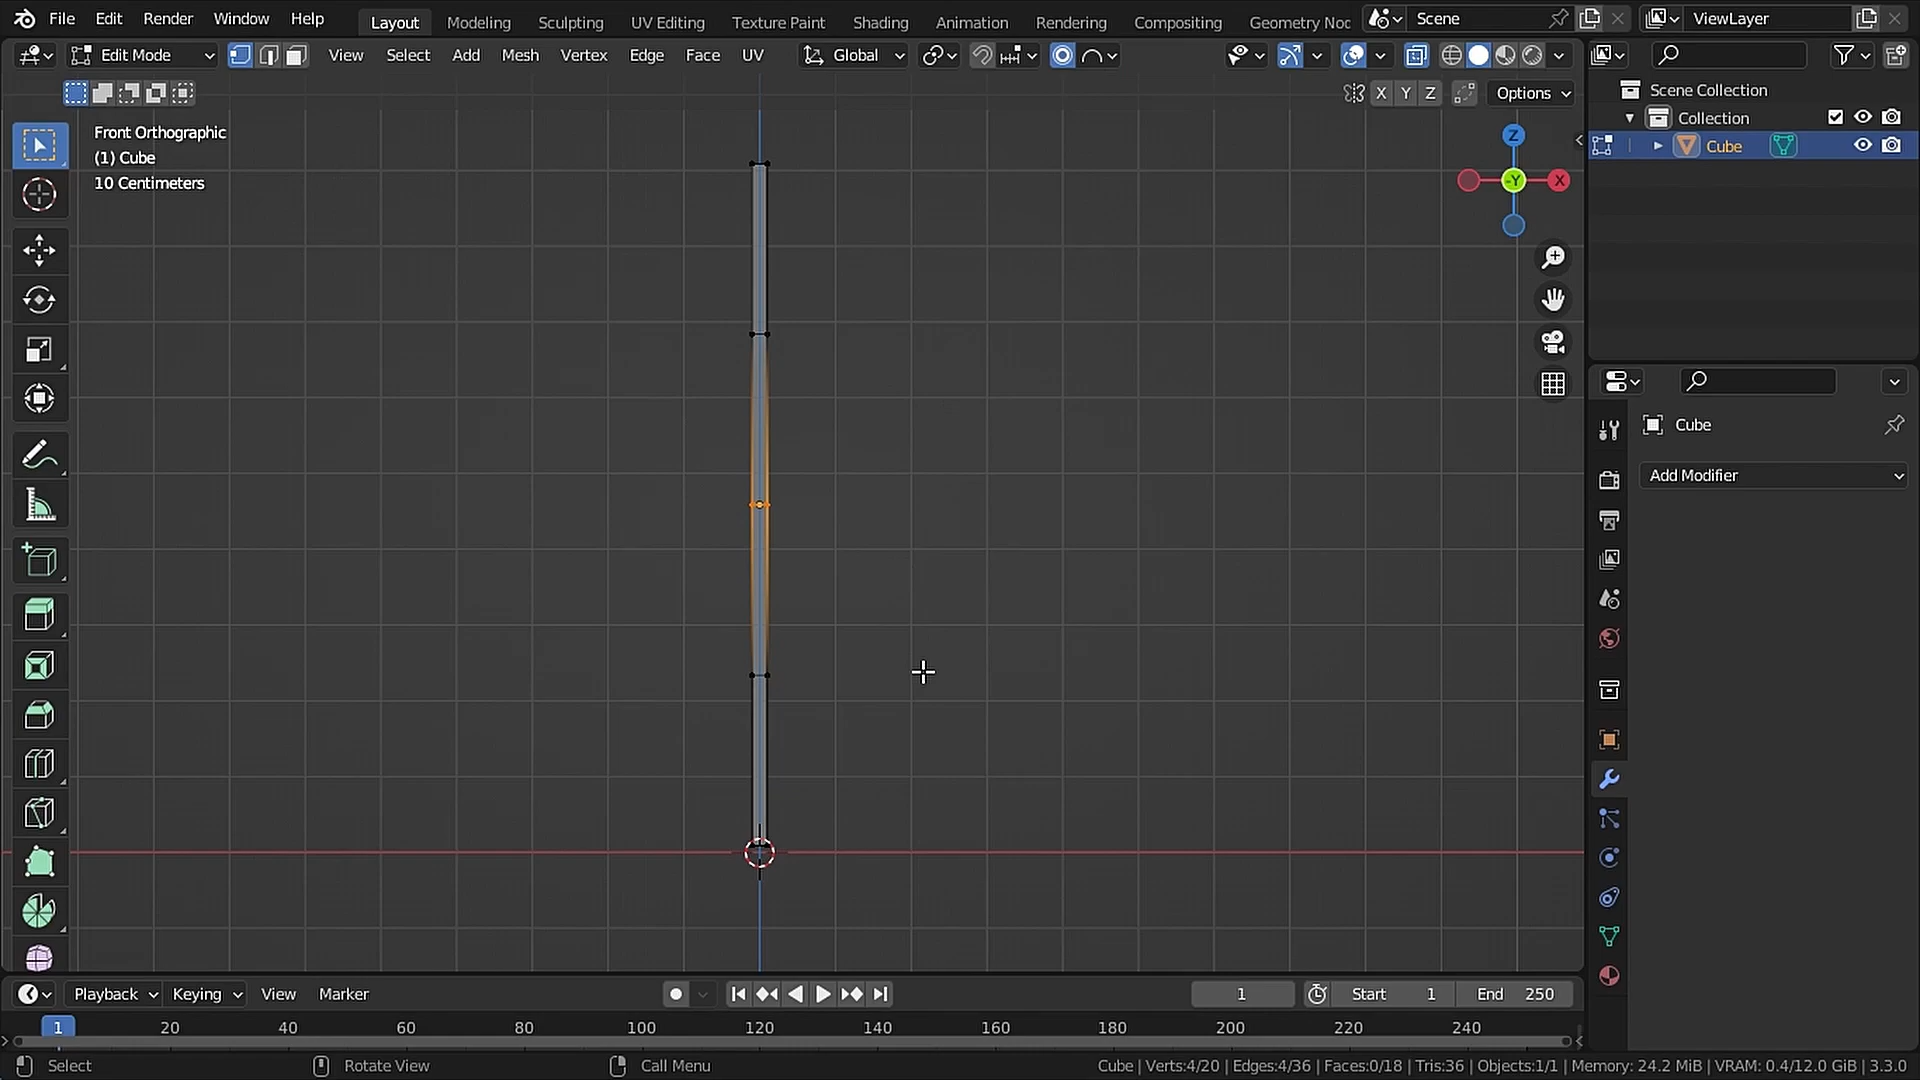 File Edit Render Window Help Layout Modeling Sculpting UV Editing Texture Paint Shading Animation Rendering Compositing Geometry Noc Scene ViewLayer
Edit Mode View Select Add Mesh Vertex Edge Face UV Global
X Y Z Options
Front Orthographic
(1) Cube
10 Centimeters
Z
-Y X
Scene Collection
Collection
Cube
Cube
Add Modifier
Playback Keying View Marker 1 Start 1 End 250
1 20 40 60 80 100 120 140 160 180 200 220 240
Select Rotate View Call Menu Cube | Verts:4/20 | Edges:4/36 | Faces:0/18 | Tris:36 | Objects:1/1 | Memory: 24.2 MiB | VRAM: 0.4/12.0 GiB | 3.3.0